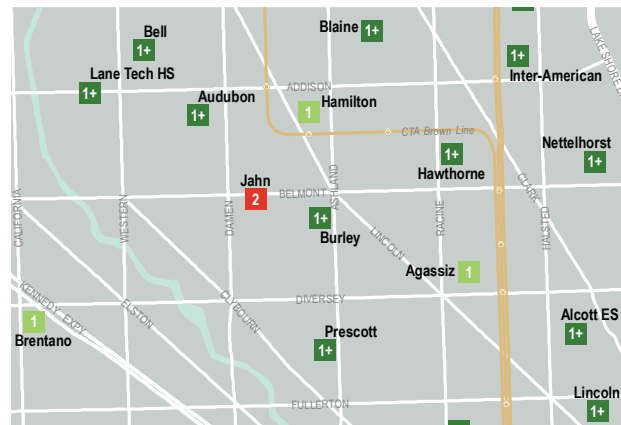 Blaine
1+
Bell
1+
Lane Tech HS
1+
Audubon
1+
ADDISON
Hamilton
1
Inter-American
1+
LAKE SHORE D
CTA Brown Line
Hawthorne
1+
Nettelhorst
1+
Jahn
2
BELMONT
ASHLAND
Burley
1+
CALIFORNIA
WESTERN
DAMEN
LINCOLN
RACINE
CLARK
HALSTED
Agassiz
1
KENNEDY EXPY
ELSTON
CLYBOURN
DIVERSEY
Brentano
1
Prescott
1+
Alcott ES
1+
FULLERTON
Lincoln
1+